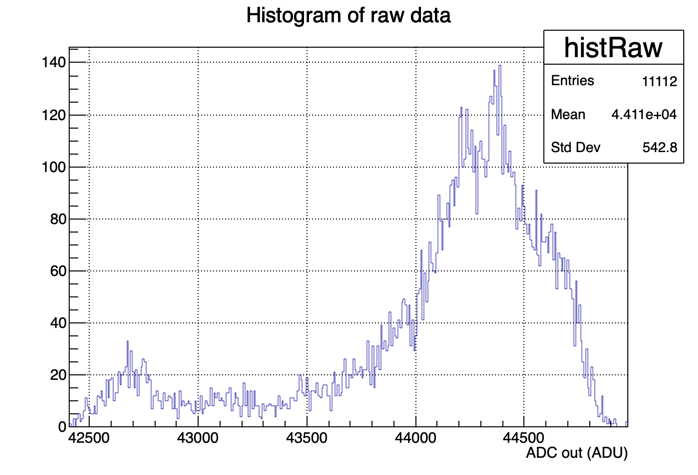 Histogram of raw data
histRaw
Entries 11112
Mean 4.411e+04
Std Dev 542.8
140
120
100
80
60
40
20
0
42500 43000 43500 44000 44500
ADC out (ADU)